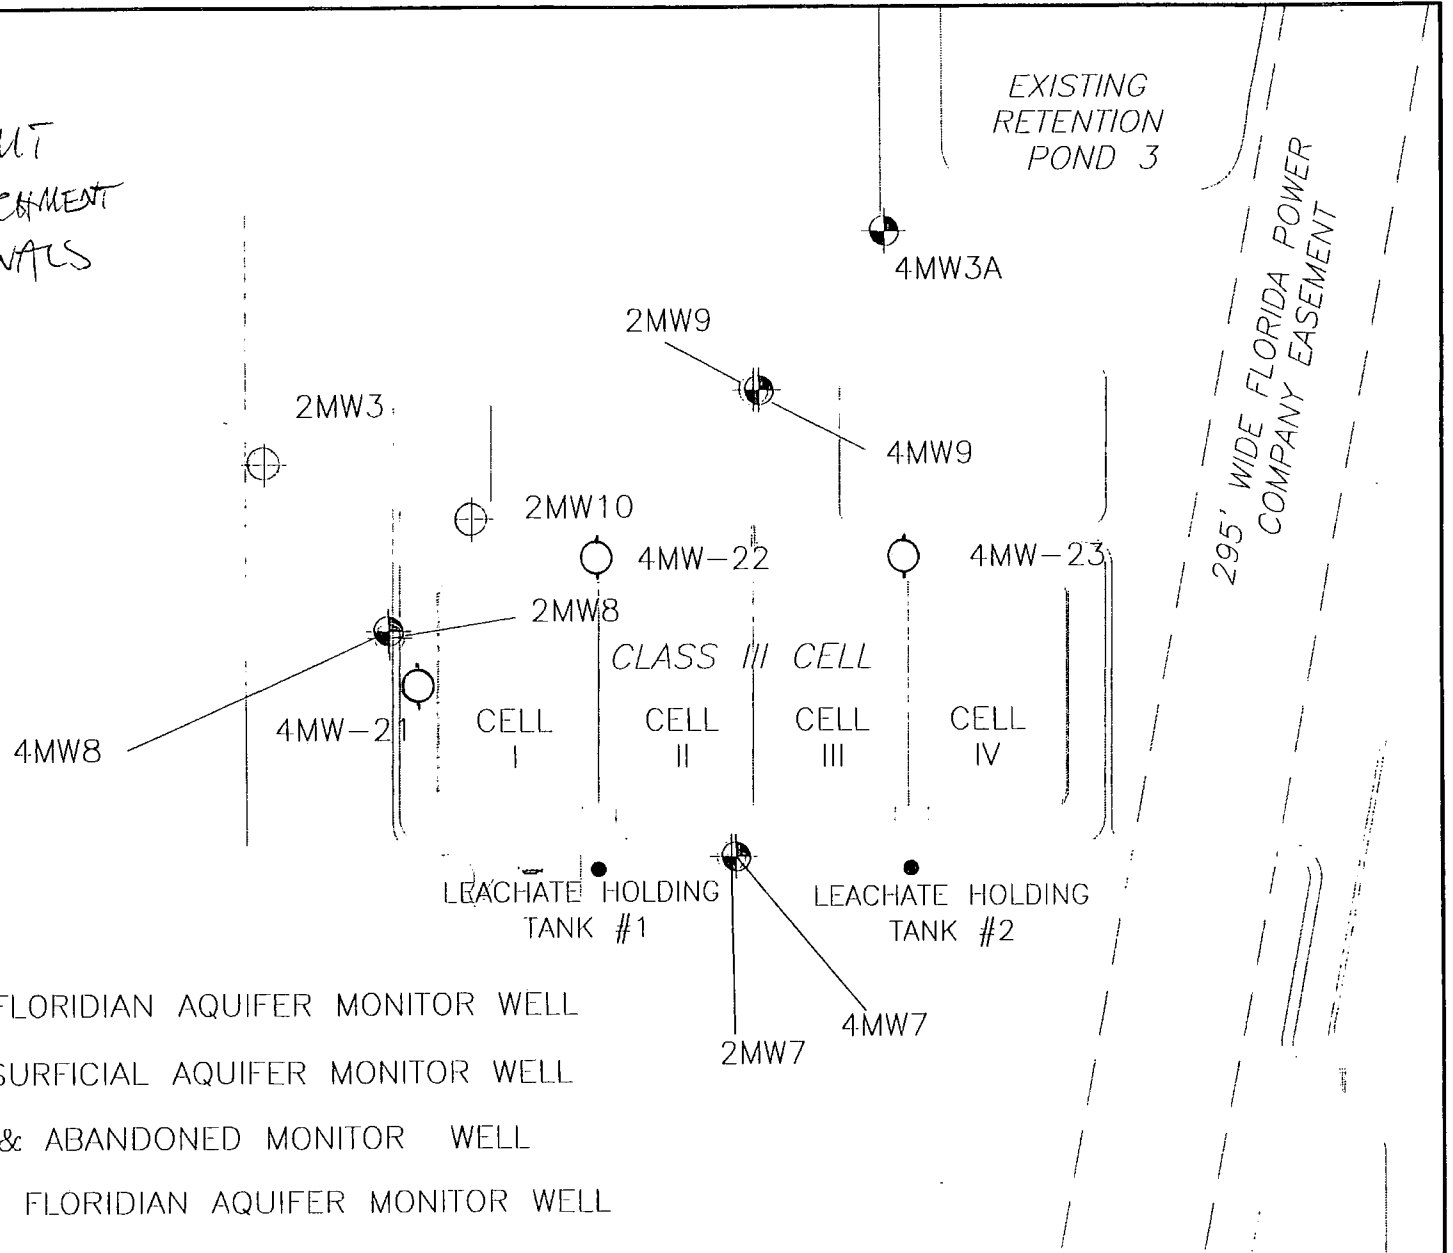 EXISTING
RETENTION
POND 3
4MW3A
295' WIDE FLORIDA POWER
COMPANY EASEMENT
2MW9
2MW3
4MW9
2MW10
4MW-22
4MW-23
2MW8
CLASS III CELL
4MW-21
4MW8
CELL
I
CELL
II
CELL
III
CELL
IV
LEACHATE HOLDING
TANK #1
LEACHATE HOLDING
TANK #2
4MW7
2MW7
FLORIDIAN AQUIFER MONITOR WELL
SURFICIAL AQUIFER MONITOR WELL
& ABANDONED MONITOR WELL
FLORIDIAN AQUIFER MONITOR WELL